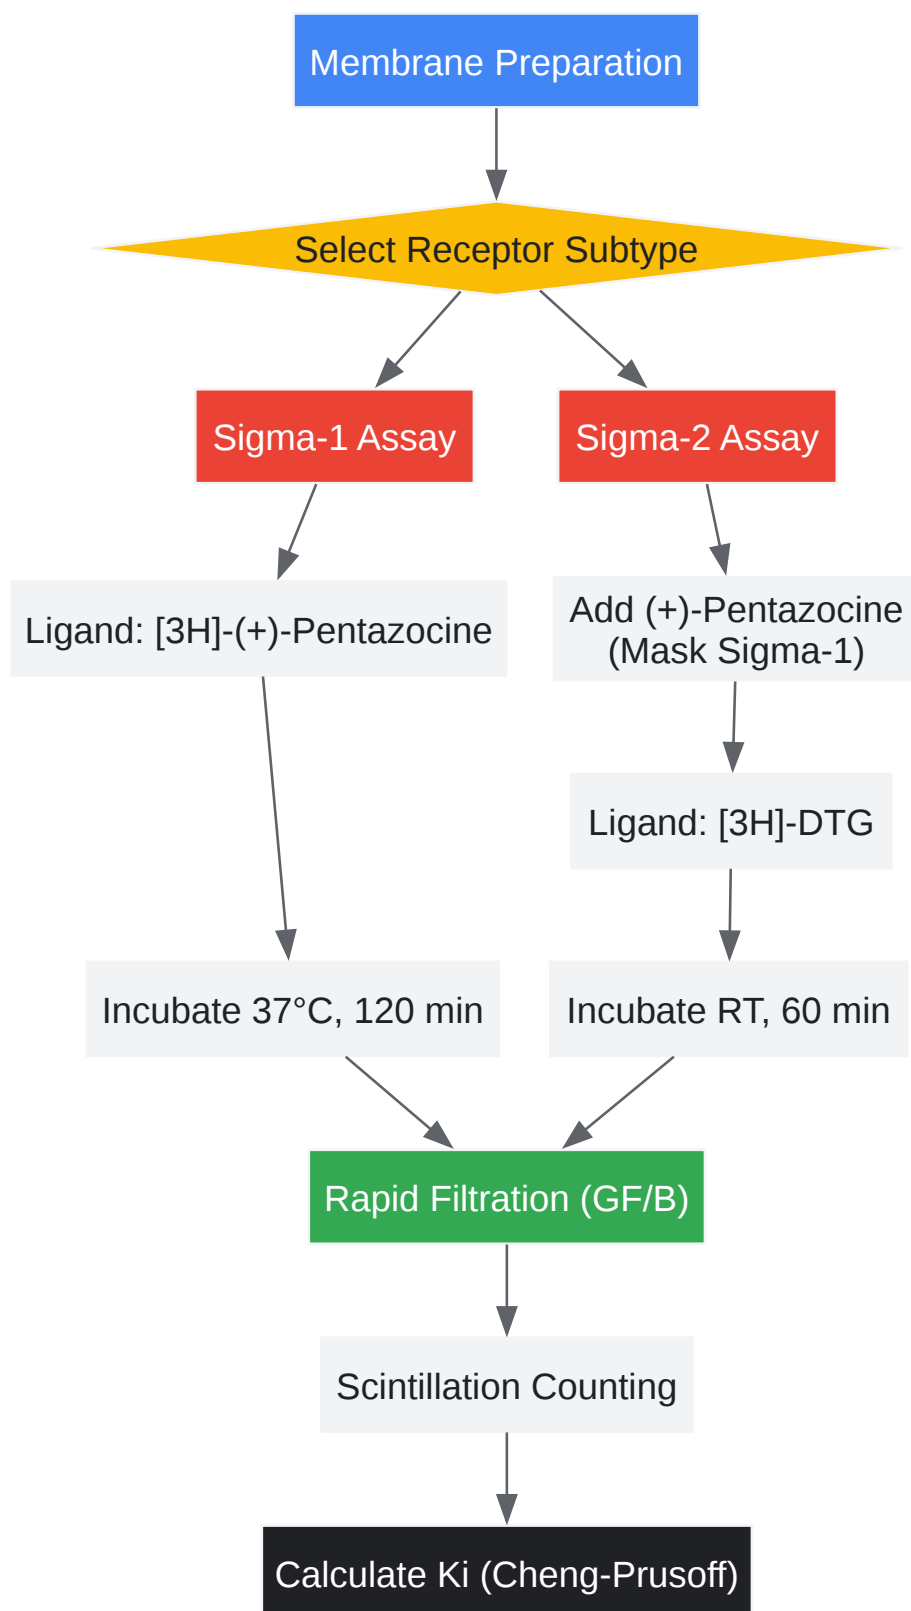 Membrane Preparation
Select Receptor Subtype
Sigma-1 Assay
Sigma-2 Assay
Ligand: [3H]-(+)-Pentazocine
Add (+)-Pentazocine
(Mask Sigma-1)
Ligand: [3H]-DTG
Incubate 37°C, 120 min
Incubate RT, 60 min
Rapid Filtration (GF/B)
Scintillation Counting
Calculate Ki (Cheng-Prusoff)